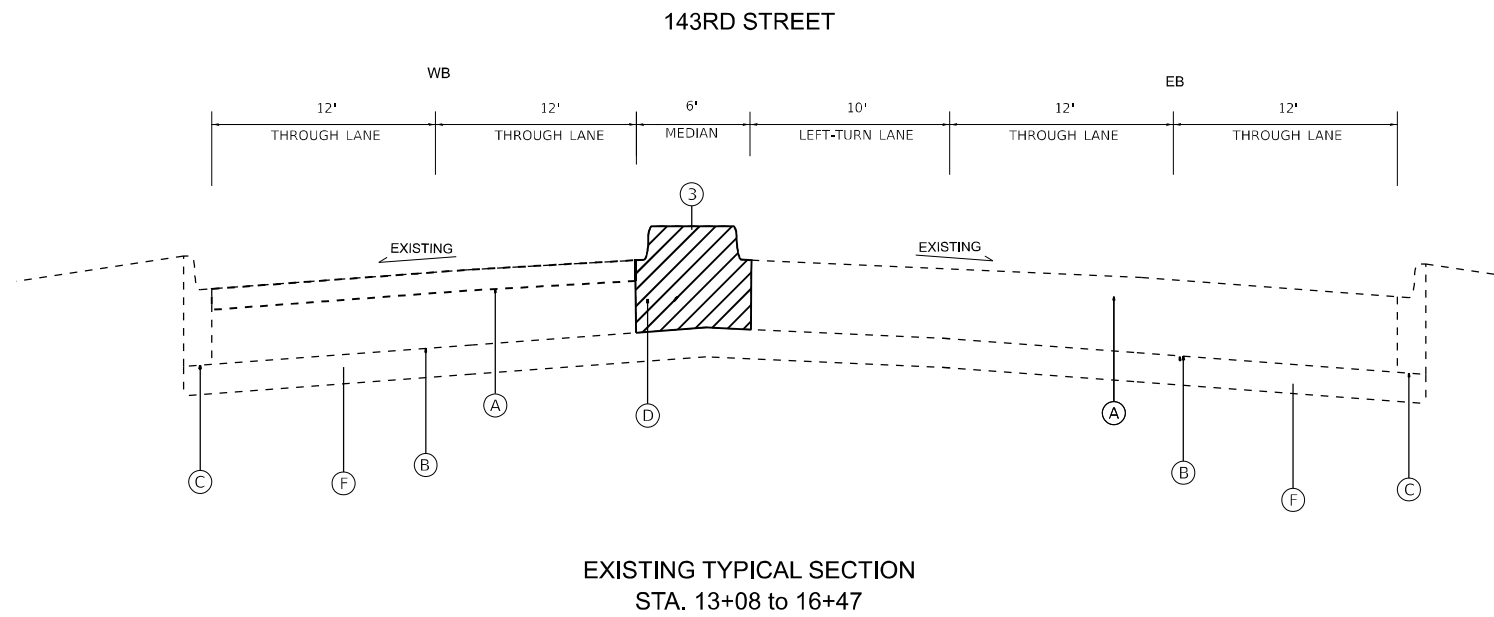 143RD STREET
WB
EB
12' 12' 6' 10' 12' 12'
THROUGH LANE THROUGH LANE MEDIAN LEFT-TURN LANE THROUGH LANE THROUGH LANE
3
EXISTING EXISTING
A D A
B B
C F C
F
EXISTING TYPICAL SECTION
STA. 13+08 to 16+47